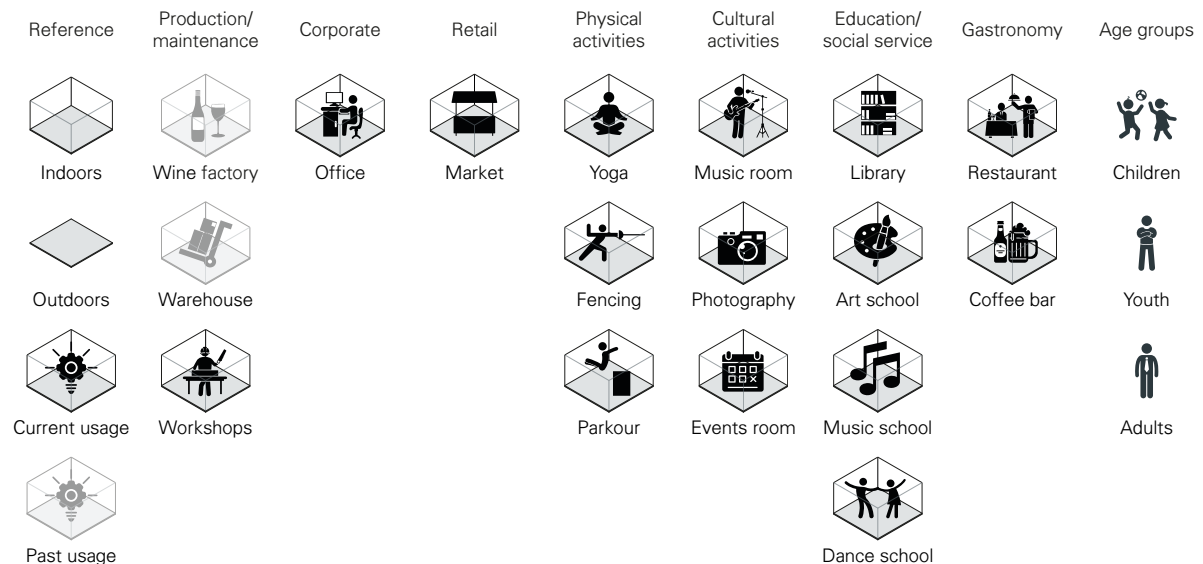 Reference
Production/
maintenance
Corporate
Retail
Physical
activities
Cultural
activities
Education/
social service
Gastronomy
Age groups
Indoors
Wine factory
Office
Market
Yoga
Music room
Library
Restaurant
Children
Outdoors
Warehouse
Fencing
Photography
Art school
Coffee bar
Youth
Current usage
Workshops
Parkour
Events room
Music school
Adults
Past usage
Dance school